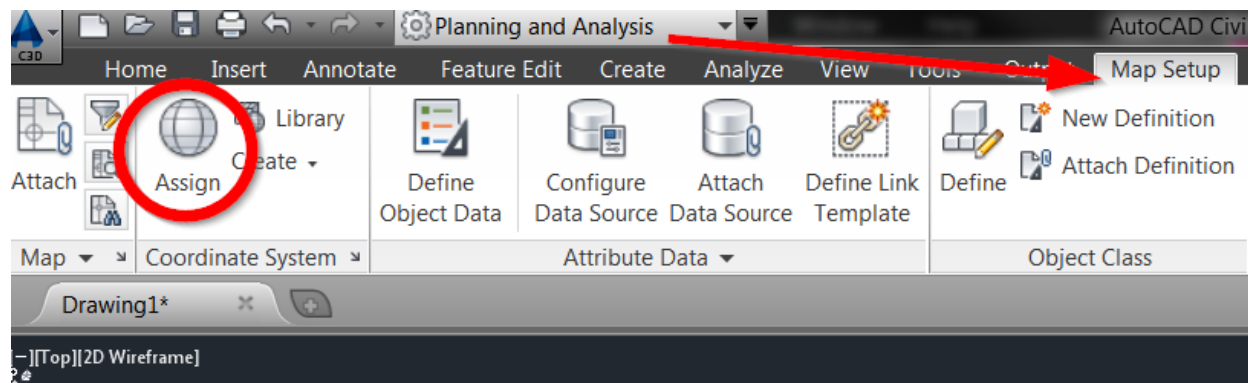 Planning and Analysis AutoCAD Civi
C3D
Home Insert Annotate Feature Edit Create Analyze View Tools Output Map Setup
Library New Definition
Create
Attach Assign Define Configure Attach Define Link Define Attach Definition
Object Data Data Source Data Source Template
Map Coordinate System Attribute Data Object Class
Drawing1*
[−][Top][2D Wireframe]